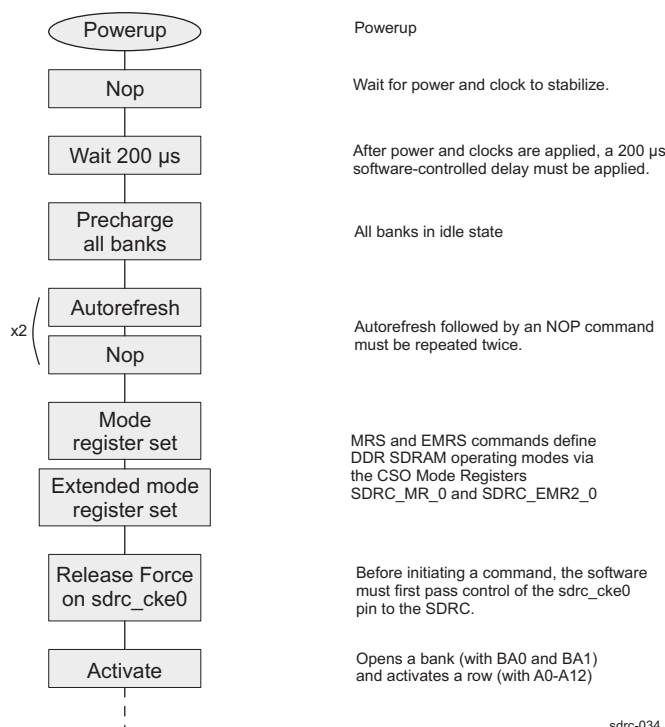 Powerup
Powerup
Nop
Wait for power and clock to stabilize.
Wait 200 µs
After power and clocks are applied, a 200 µs
software-controlled delay must be applied.
Precharge
all banks
All banks in idle state
x2
Autorefresh
Nop
Autorefresh followed by an NOP command
must be repeated twice.
Mode
register set
Extended mode
register set
MRS and EMRS commands define
DDR SDRAM operating modes via
the CSO Mode Registers
SDRC_MR_0 and SDRC_EMR2_0
Release Force
on sdrc_cke0
Before initiating a command, the software
must first pass control of the sdrc_cke0
pin to the SDRC.
Activate
Opens a bank (with BA0 and BA1)
and activates a row (with A0-A12)
sdrc-034